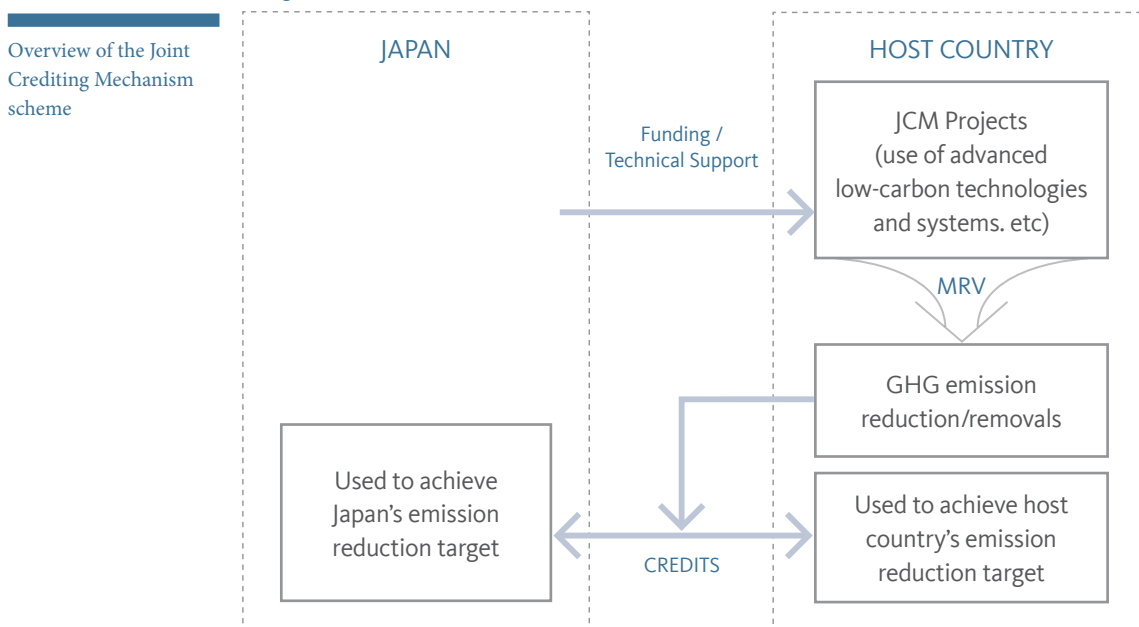 Overview of the Joint
Crediting Mechanism
scheme
JAPAN
HOST COUNTRY
Funding /
Technical Support
JCM Projects
(use of advanced
low-carbon technologies
and systems. etc)
MRV
GHG emission
reduction/removals
Used to achieve
Japan's emission
reduction target
CREDITS
Used to achieve host
country's emission
reduction target